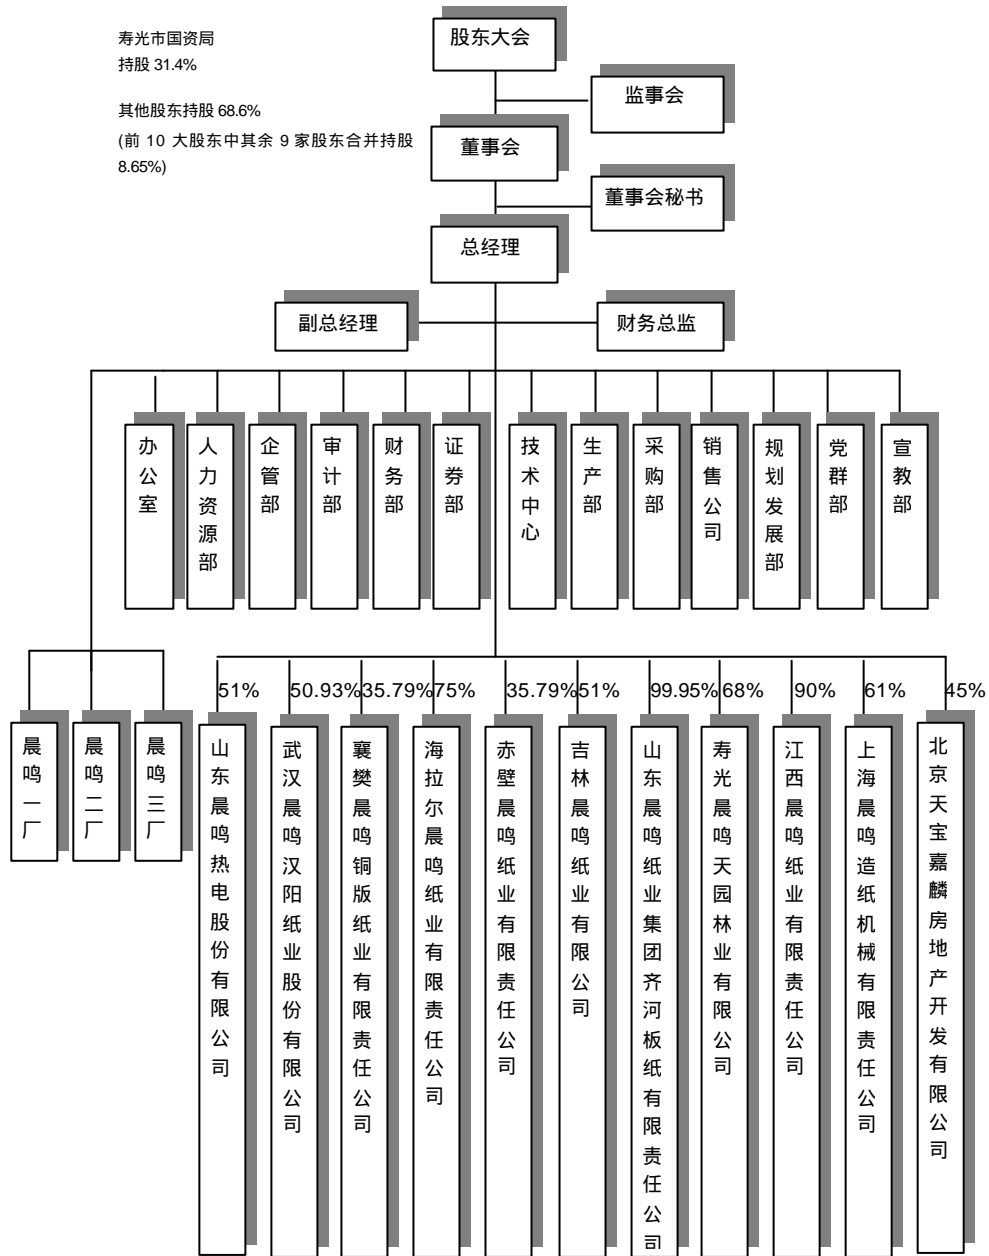 寿光市国资局
持股 31.4%
其他股东持股 68.6%
(前 10 大股东中其余 9 家股东合并持股
8.65%)
股东大会
监事会
董事会
董事会秘书
总经理
副总经理
财务总监
办公室
人力资源部
企管部
审计部
财务部
证券部
技术中心
生产部
采购部
销售公司
规划发展部
党群部
宣教部
51%
50.93%
35.79%
75%
35.79%
51%
99.95%
68%
90%
61%
45%
晨鸣一厂
晨鸣二厂
晨鸣三厂
山东晨鸣热电股份有限公司
武汉晨鸣汉阳纸业股份有限公司
襄樊晨鸣铜版纸业有限责任公司
海拉尔晨鸣纸业有限责任公司
赤壁晨鸣纸业有限责任公司
吉林晨鸣纸业有限公司
山东晨鸣纸业集团齐河板纸有限责任公司
寿光晨鸣天园林业有限公司
江西晨鸣纸业有限责任公司
上海晨鸣造纸机械有限责任公司
北京天宝嘉麟房地产开发有限公司